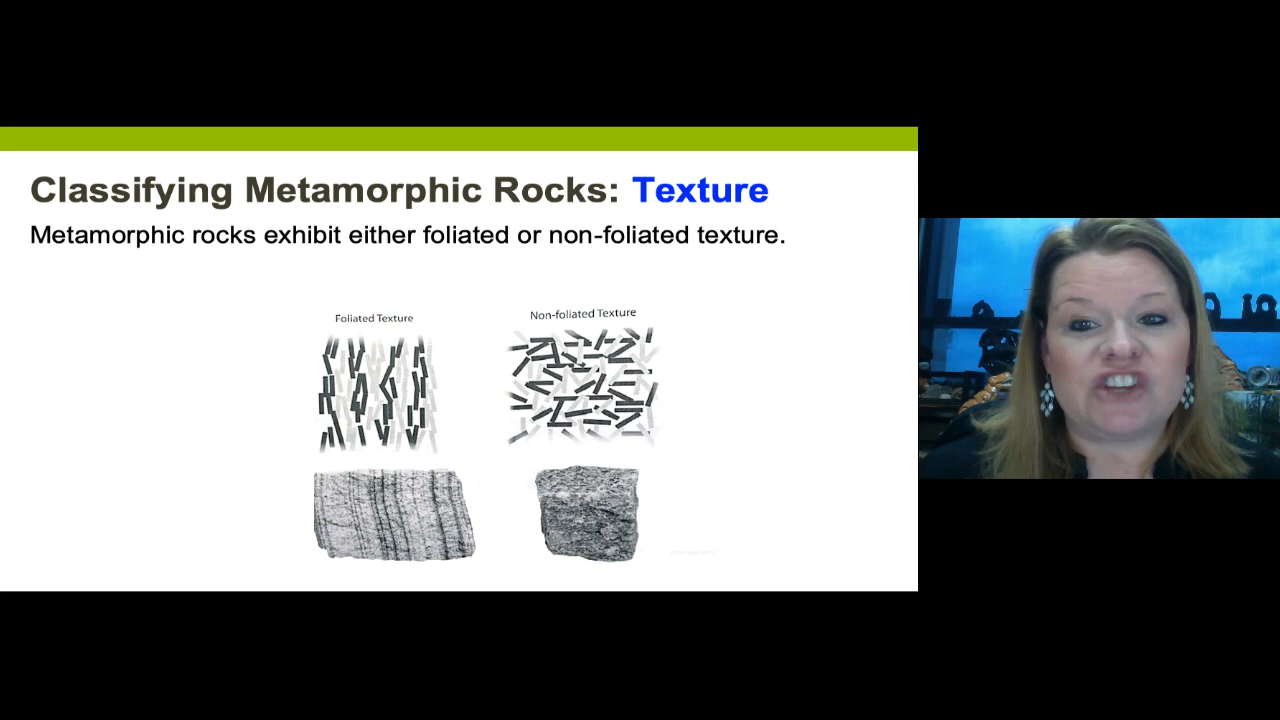 Classifying Metamorphic Rocks: Texture
Metamorphic rocks exhibit either foliated or non-foliated texture.
Foliated Texture
Non-foliated Texture